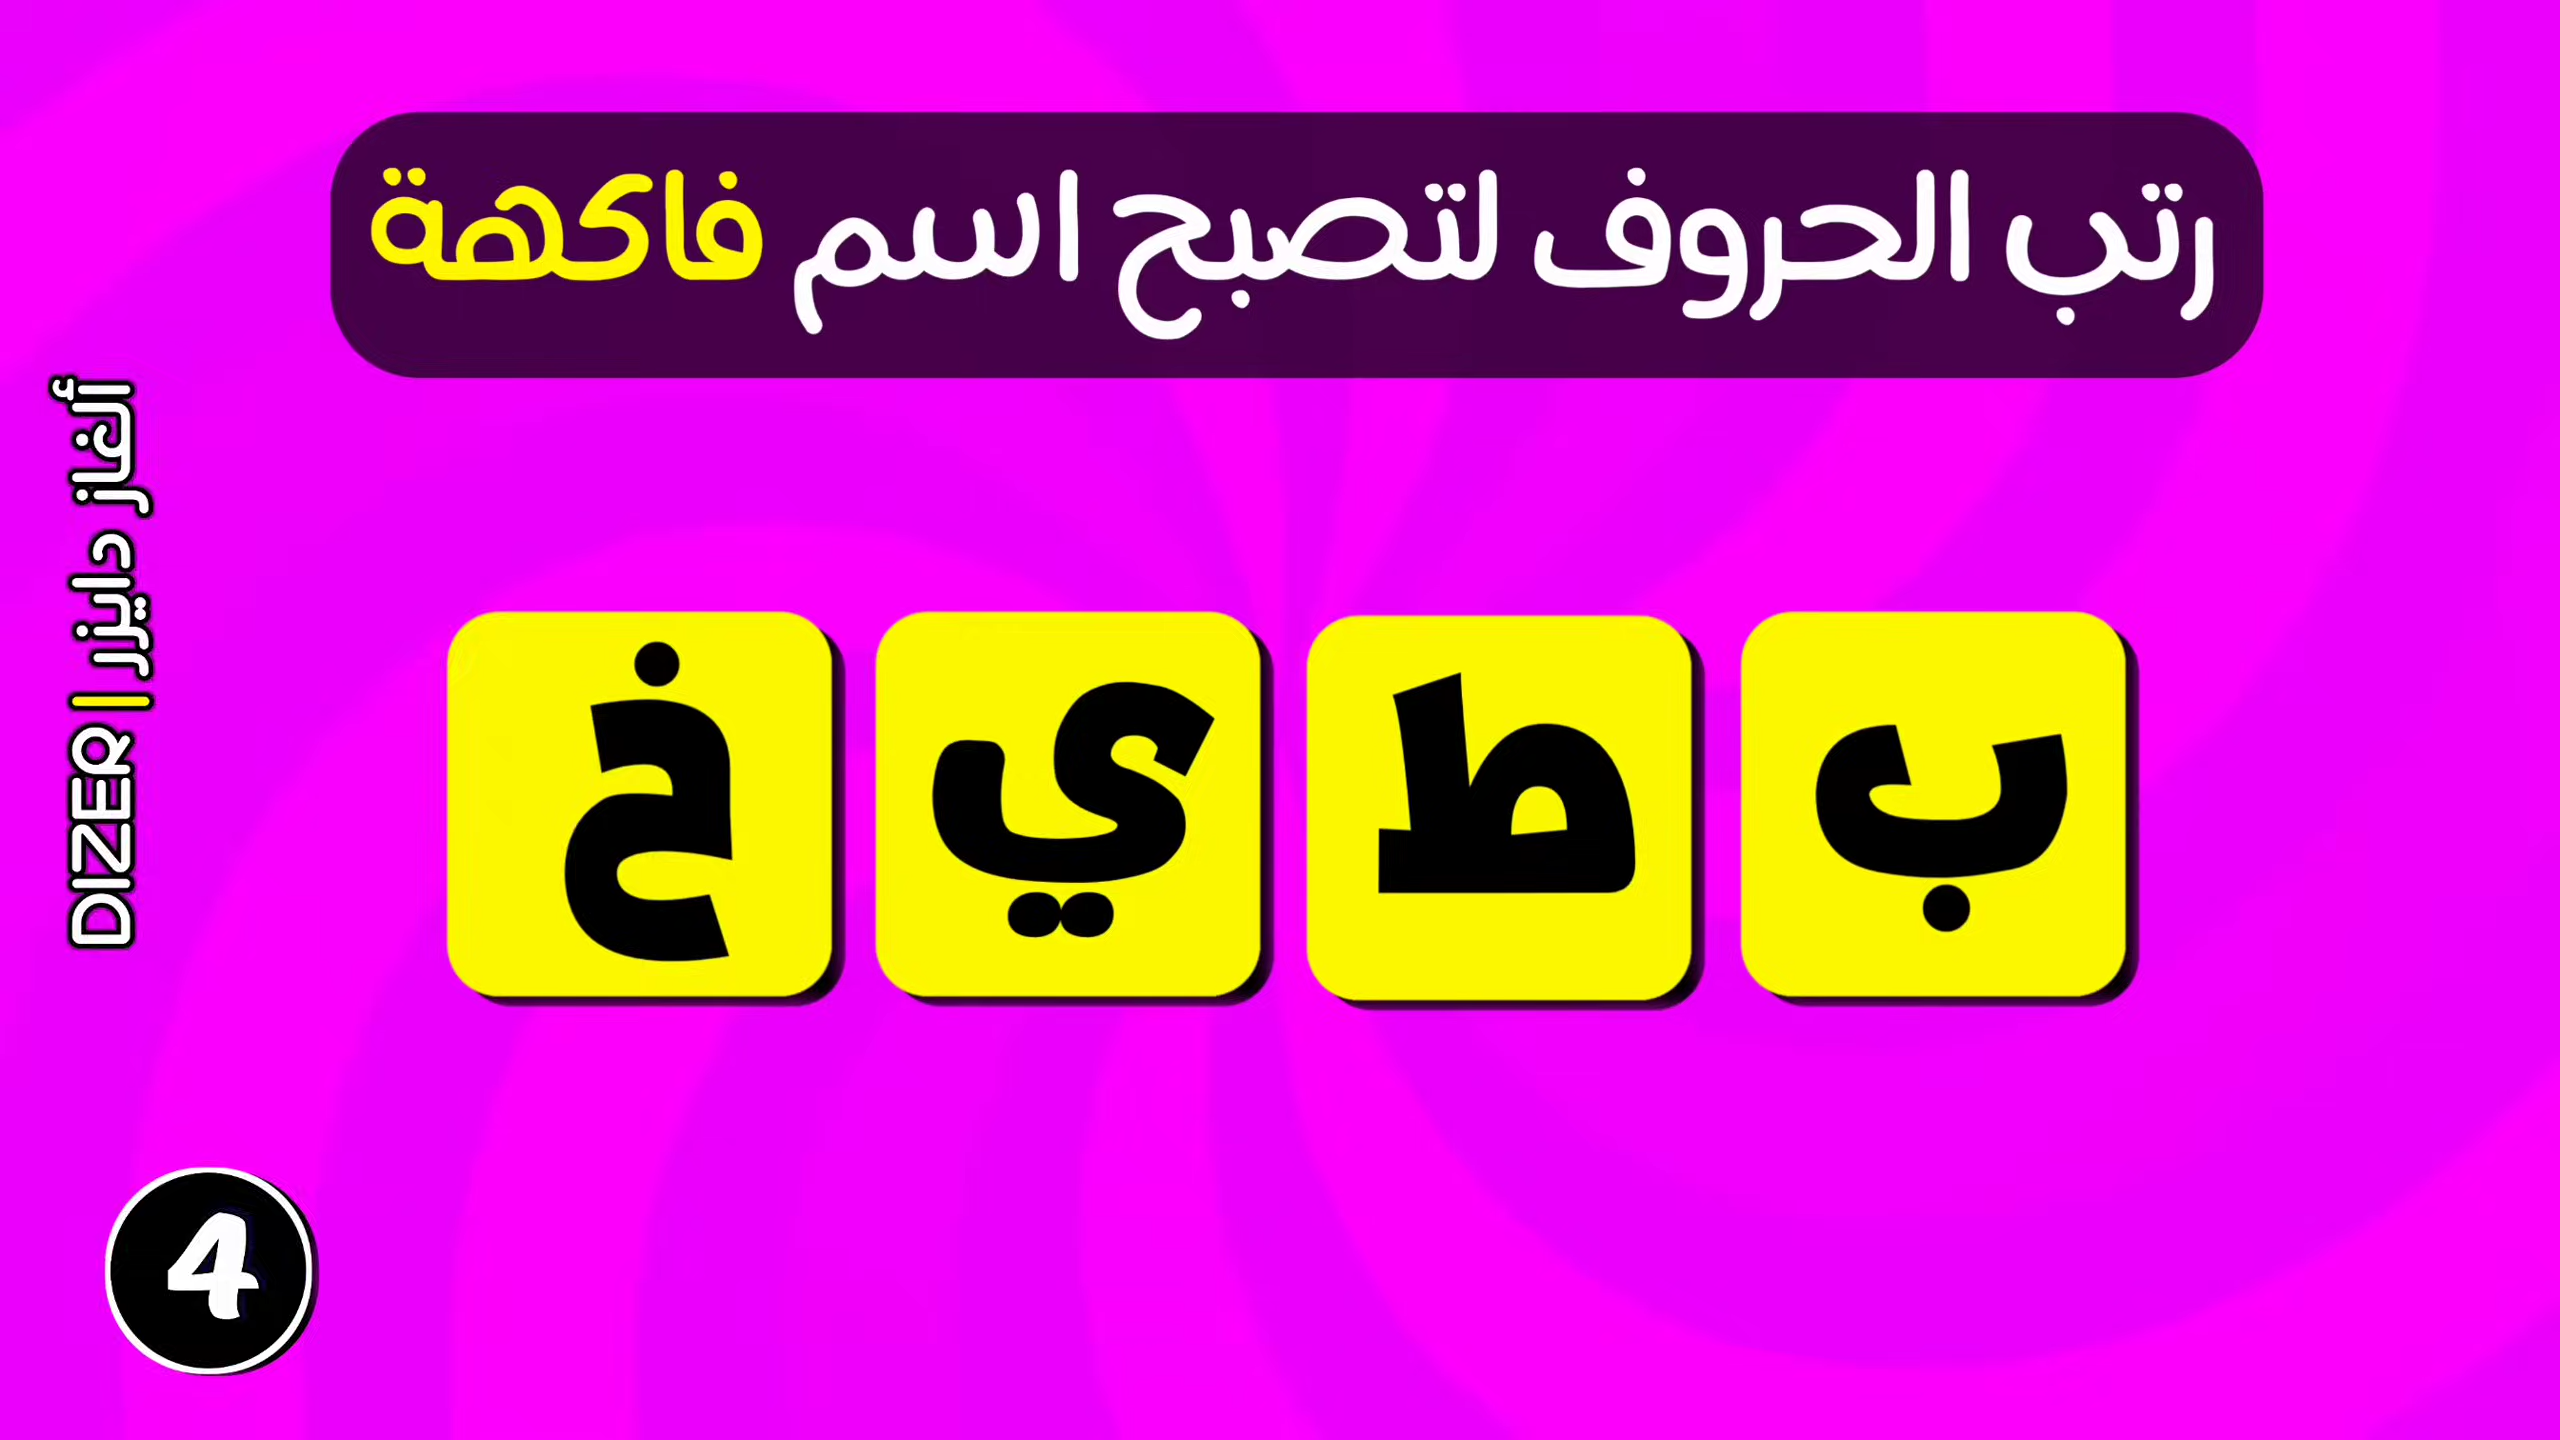 رتب الحروف لتصبح اسم فاكهة
ب ط ي خ
ألغاز دايزر | DIZER
4